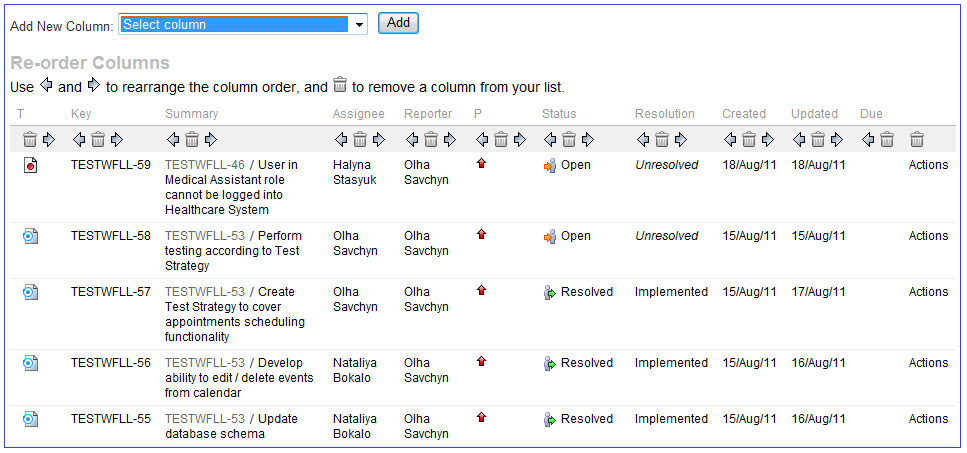 Add New Column: Select column Add
Re-order Columns
Use and to rearrange the column order, and to remove a column from your list.
T Key Summary Assignee Reporter P Status Resolution Created Updated Due
TESTWFLL-59 TESTWFLL-46 / User in Halyna Olha Open Unresolved 18/Aug/11 18/Aug/11 Actions
Medical Assistant role Stasyuk Savchyn
cannot be logged into
Healthcare System
TESTWFLL-58 TESTWFLL-53 / Perform Olha Olha Open Unresolved 15/Aug/11 15/Aug/11 Actions
testing according to Test Savchyn Savchyn
Strategy
TESTWFLL-57 TESTWFLL-53 / Create Olha Olha Resolved Implemented 15/Aug/11 17/Aug/11 Actions
Test Strategy to cover Savchyn Savchyn
appointments scheduling
functionality
TESTWFLL-56 TESTWFLL-53 / Develop Nataliya Olha Resolved Implemented 15/Aug/11 16/Aug/11 Actions
ability to edit / delete events Bokalo Savchyn
from calendar
TESTWFLL-55 TESTWFLL-53 / Update Nataliya Olha Resolved Implemented 15/Aug/11 16/Aug/11 Actions
database schema Bokalo Savchyn